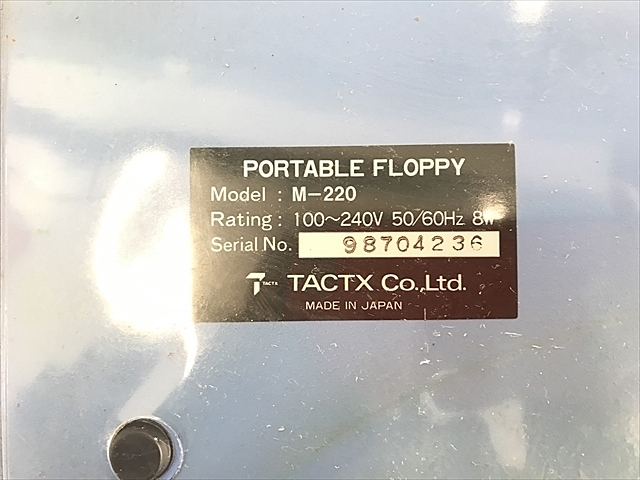 PORTABLE FLOPPY
Model : M-220
Rating : 100~240V 50/60Hz 8W
Serial No. 98704236
TACTX TACTX Co.,Ltd.
MADE IN JAPAN